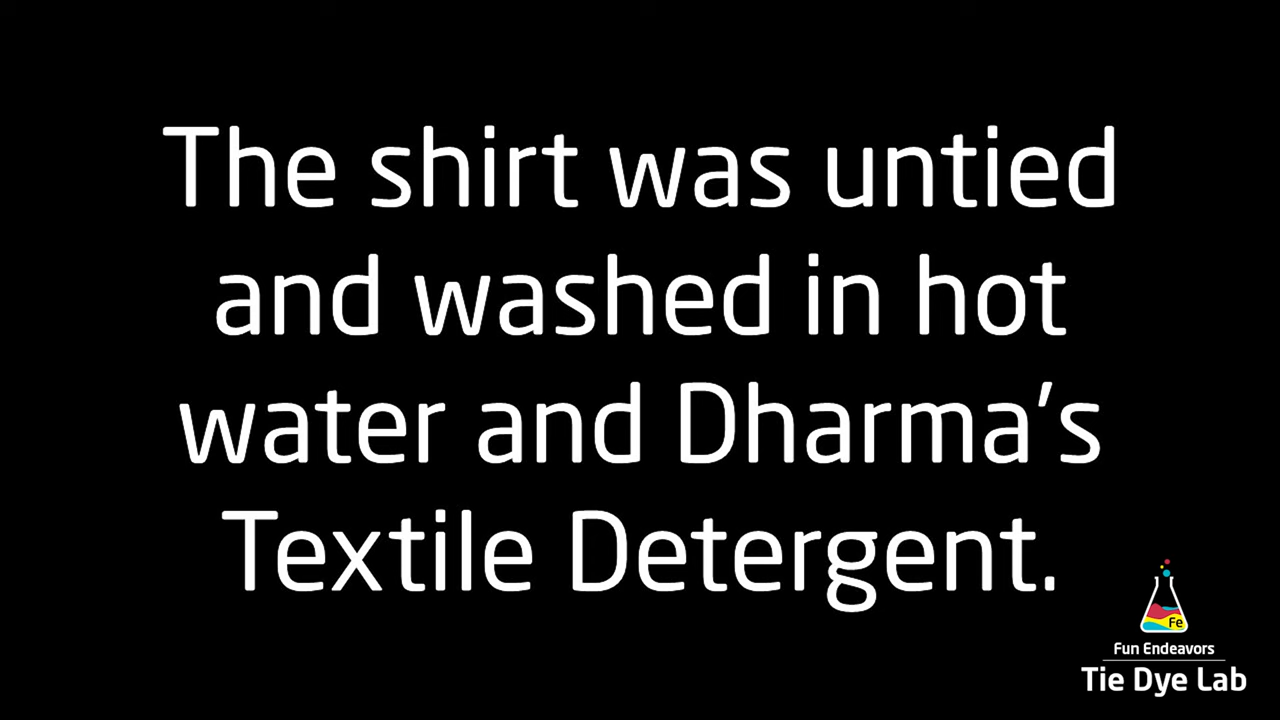 The shirt was untied
and washed in hot
water and Dharma's
Textile Detergent.
Fe
Fun Endeavors
Tie Dye Lab